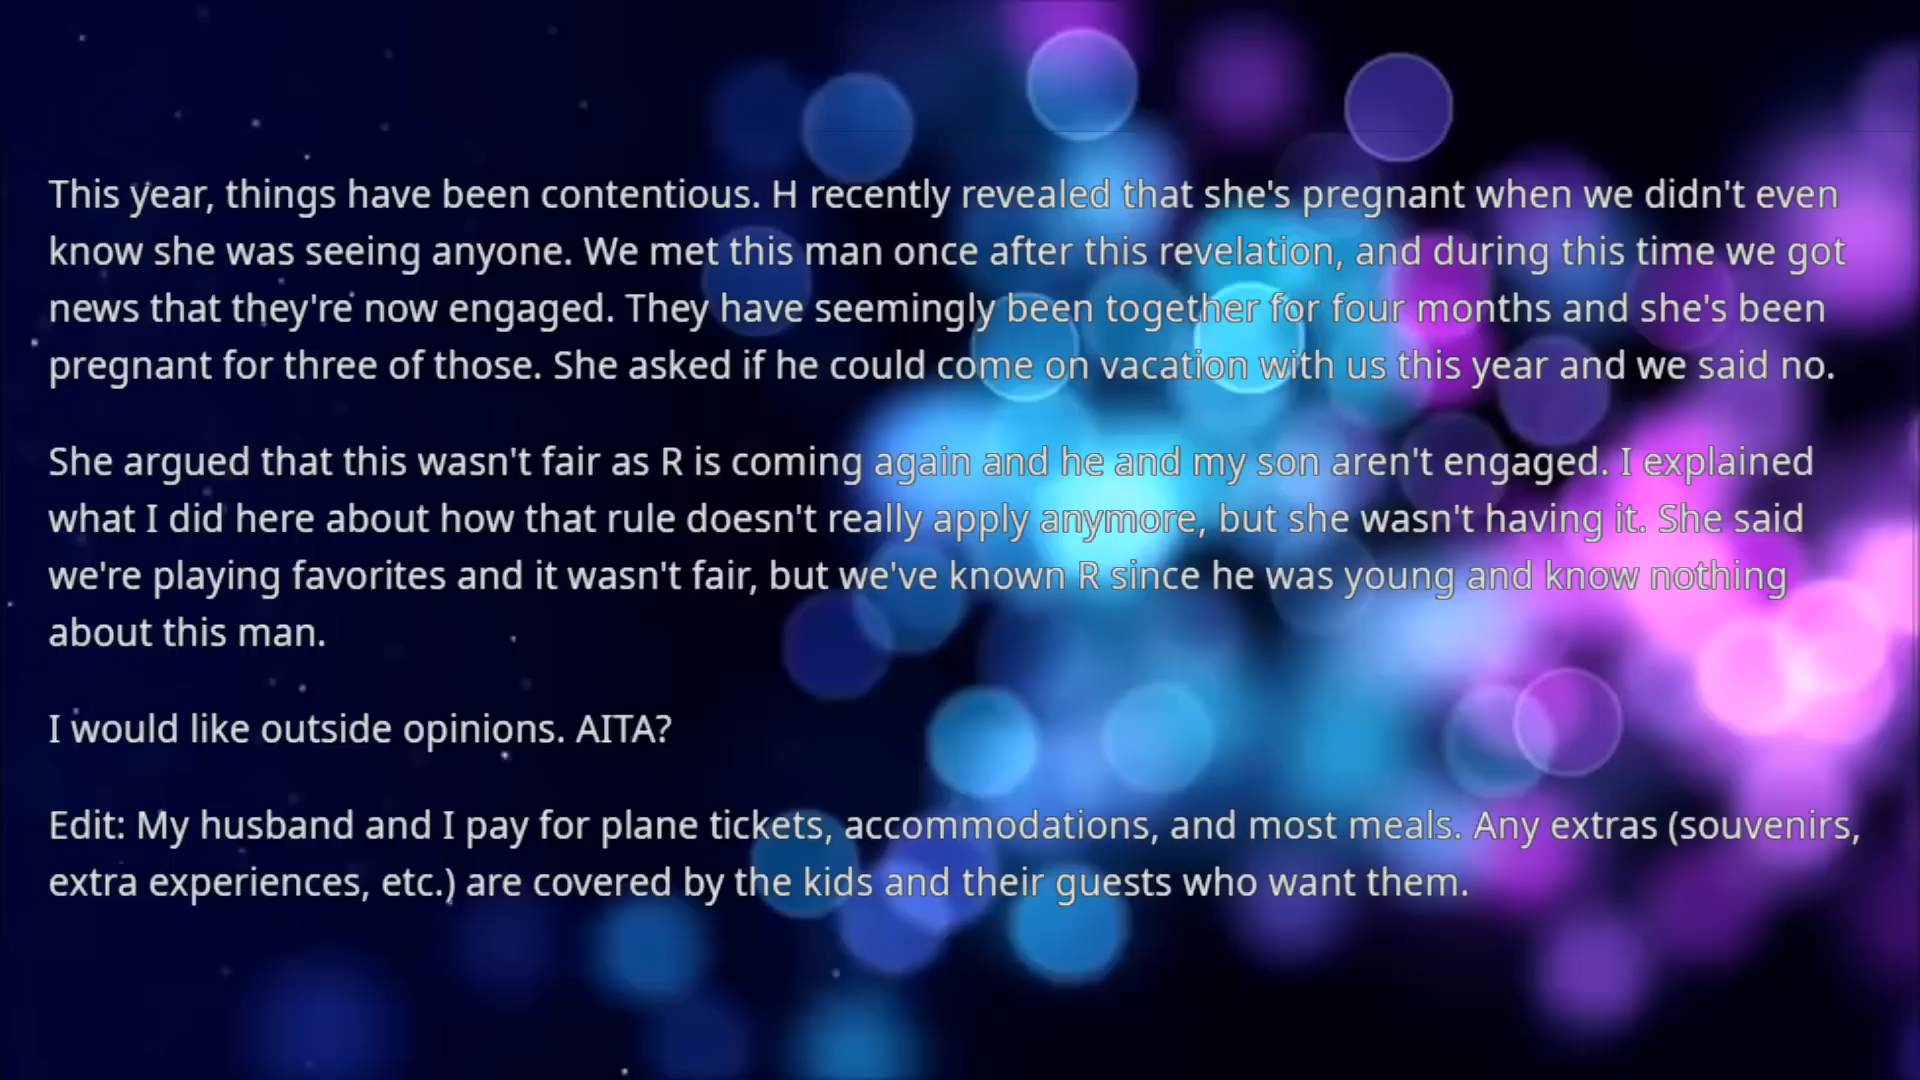 This year, things have been contentious. H recently revealed that she's pregnant when we didn't even
know she was seeing anyone. We met this man once after this revelation, and during this time we got
news that they're now engaged. They have seemingly been together for four months and she's been
pregnant for three of those. She asked if he could come on vacation with us this year and we said no.
She argued that this wasn't fair as R is coming again and he and my son aren't engaged. I explained
what I did here about how that rule doesn't really apply anymore, but she wasn't having it. She said
we're playing favorites and it wasn't fair, but we've known R since he was young and know nothing
about this man.
I would like outside opinions. AITA?
Edit: My husband and I pay for plane tickets, accommodations, and most meals. Any extras (souvenirs,
extra experiences, etc.) are covered by the kids and their guests who want them.